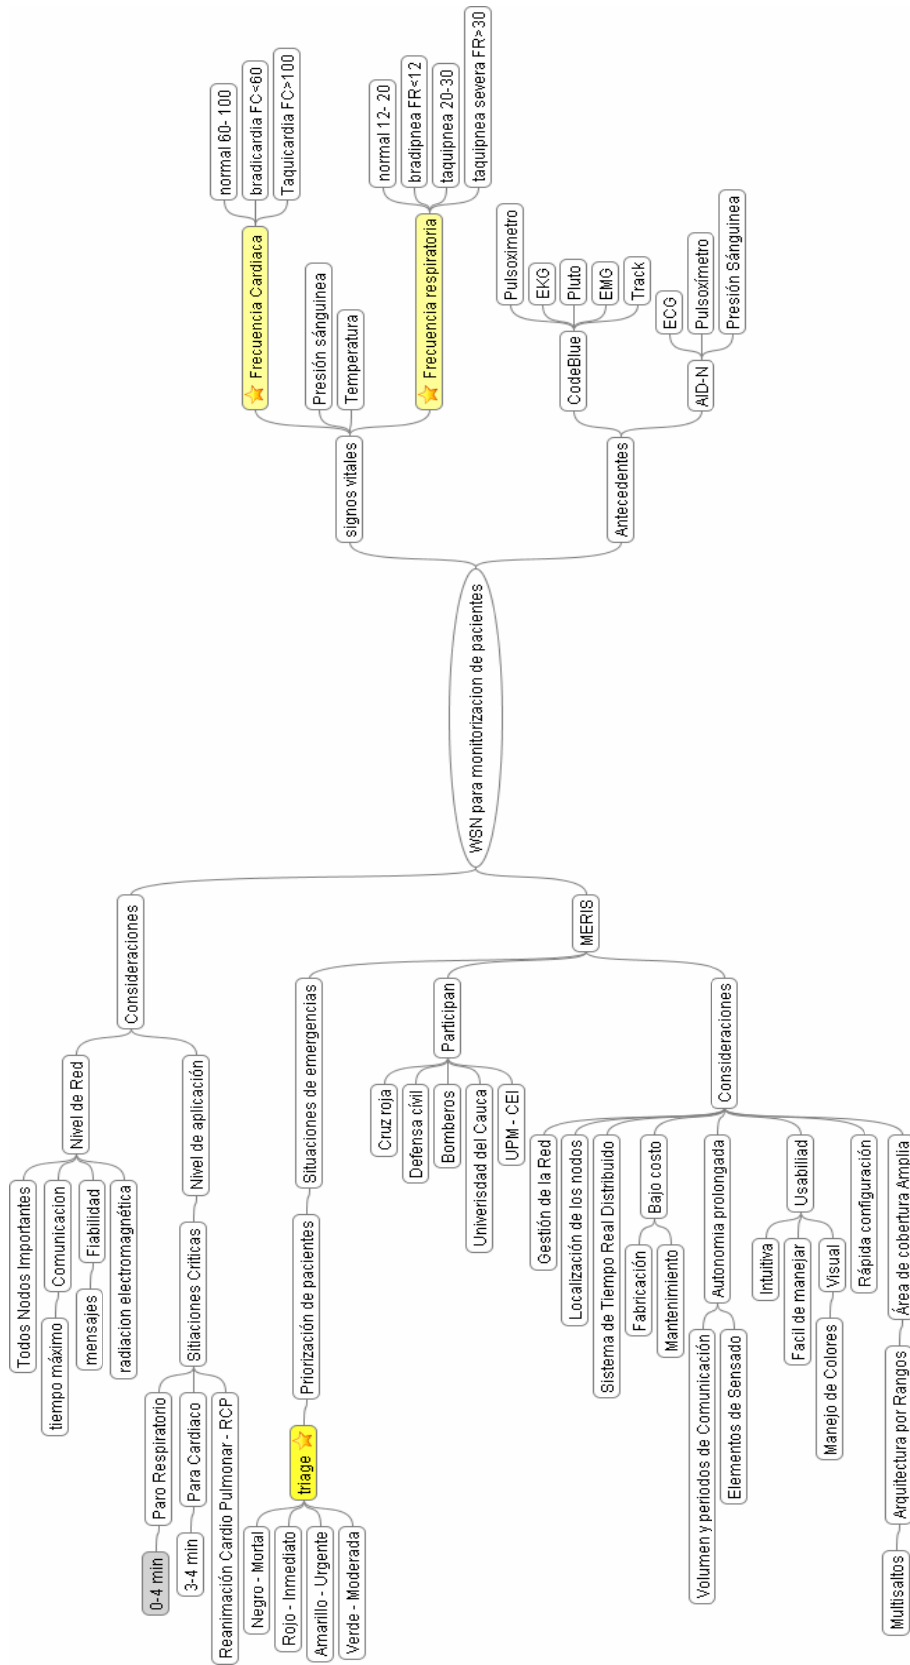 WSN para monitorizacion de pacientes
Consideraciones
Nivel de Red
Todos Nodos Importantes
Comunicacion
tiempo máximo
Fiabilidad
mensajes
radiacion electromagnética
Nivel de aplicación
Sitiaciones Criticas
Paro Respiratorio
0-4 min
Para Cardiaco
3-4 min
Reanimación Cardio Pulmonar - RCP
MERIS
Situaciones de emergencias
Priorización de pacientes
triage
Negro - Mortal
Rojo - Inmediato
Amarillo - Urgente
Verde - Moderada
Participan
Cruz roja
Defensa cívil
Bomberos
Univerisdad del Cauca
UPM - CEI
Consideraciones
Gestión de la Red
Localización de los nodos
Sistema de Tiempo Real Distribuido
Bajo costo
Fabricación
Mantenimiento
Autonomia prolongada
Volumen y periodos de Comunicación
Elementos de Sensado
Usabiliad
Intuitiva
Facil de manejar
Visual
Manejo de Colores
Rápida configuración
Área de cobertura Amplia
Arquitectura por Rangos
Multisaltos
signos vitales
Frecuencia Cardiaca
normal 60- 100
bradicardia FC<60
Taquicardia FC>100
Presión sánguinea
Temperatura
Frecuencia respiratoria
normal 12- 20
bradipnea FR<12
taquipnea 20-30
taquipnea severa FR>30
Antecedentes
CodeBlue
Pulsoximetro
EKG
Pluto
EMG
Track
AID-N
ECG
Pulsoxímetro
Presión Sánguinea